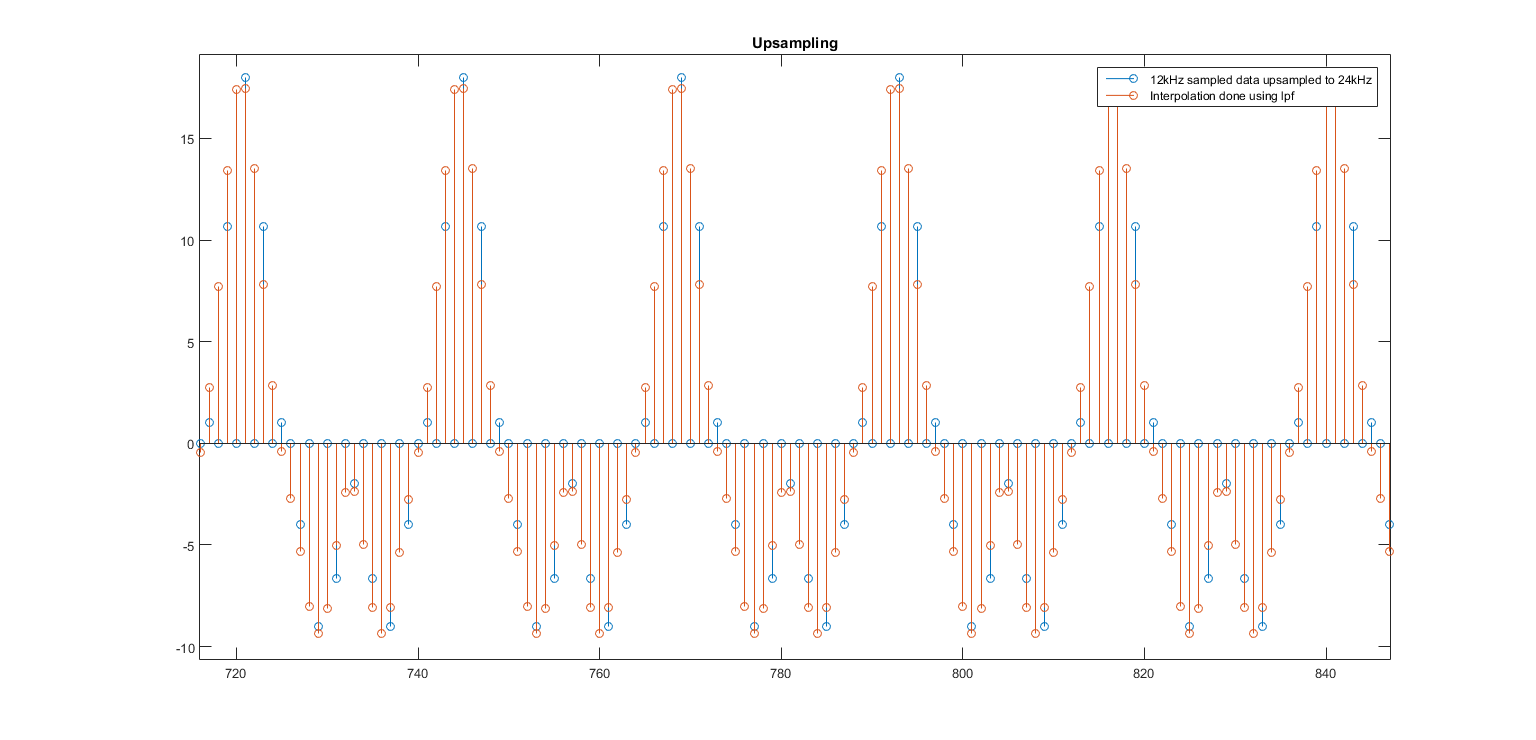 Upsampling
12kHz sampled data upsampled to 24kHz
Interpolation done using lpf
15
10
5
0
-5
-10
720 740 760 780 800 820 840